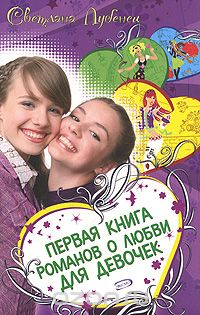 Светлана Лубенец
ПЕРВАЯ КНИГА
РОМАНОВ О ЛЮБВИ
ДЛЯ ДЕВОЧЕК